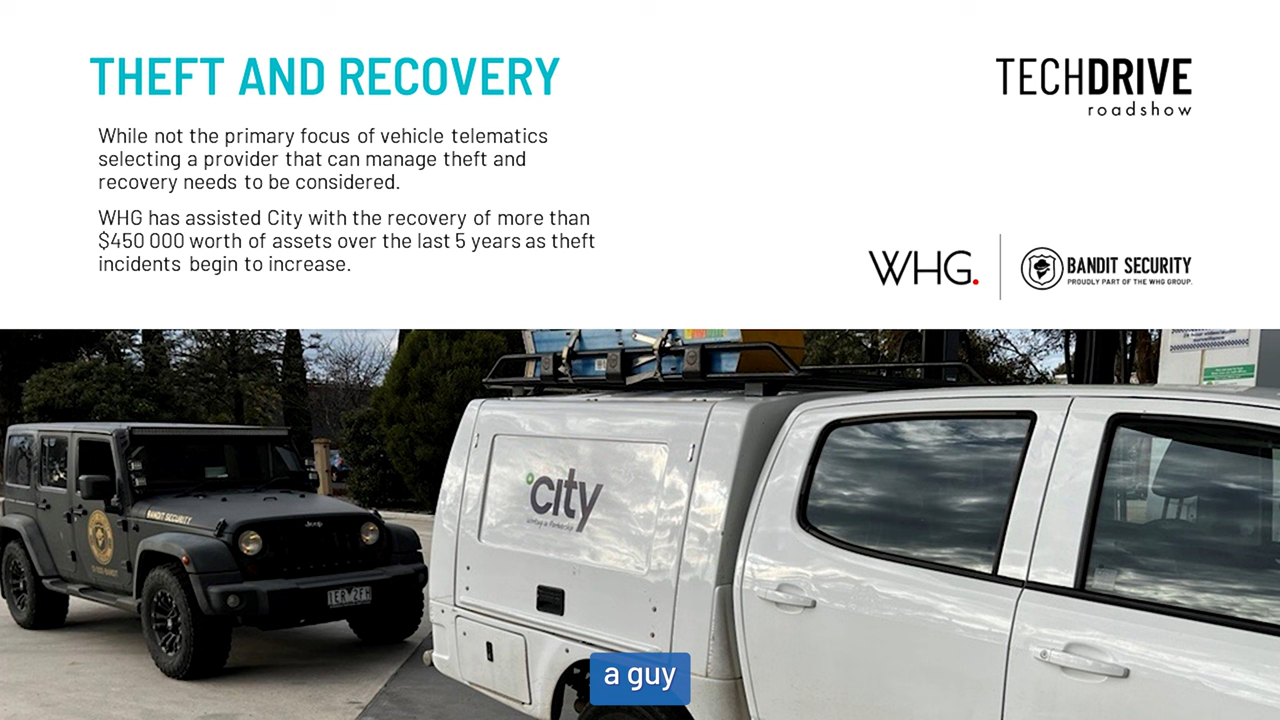 THEFT AND RECOVERY
TECHDRIVE
roadshow
While not the primary focus of vehicle telematics
selecting a provider that can manage theft and
recovery needs to be considered.
WHG has assisted City with the recovery of more than
$450 000 worth of assets over the last 5 years as theft
incidents begin to increase.
WHG.
BANDIT SECURITY
PROUDLY PART OF THE WHG GROUP.
city
Working in Partnership
BANDIT SECURITY
Jeep
a guy